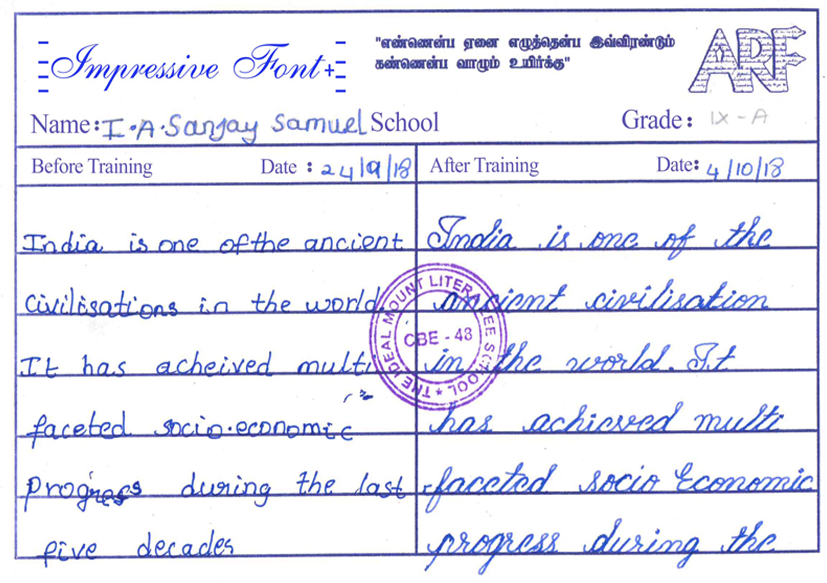 "எண்ணென்ப ஏனை எழுத்தென்ப இவ்விரண்டும்
கண்ணென்ப வாழும் உயிர்க்கு"
Impressive Font+
ARF
Name: I.A. Sanjay Samuel School Grade: IX-A
Before Training Date: 24/9/18
India is one of the ancient
civilisations in the world
It has acheived multi
faceted socio-economic
progress during the last
five decades
After Training Date: 4/10/18
India is one of the
ancient civilisation
in the world. It
has achieved multi
-faceted socio Economic
progress during the
THE IDEAL MOUNT LITERA ZEE SCHOOL
CBE - 48